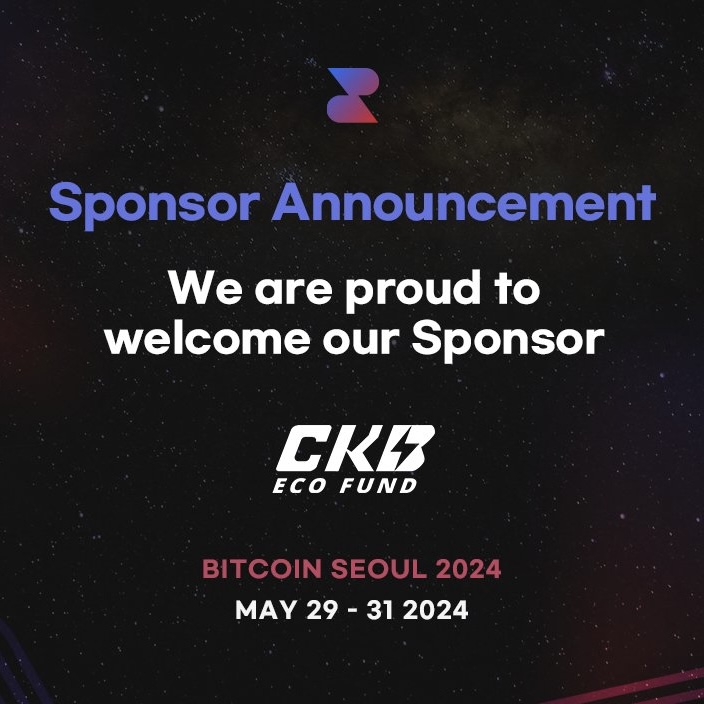 Sponsor Announcement
We are proud to
welcome our Sponsor
CKB
ECO FUND
BITCOIN SEOUL 2024
MAY 29 - 31 2024